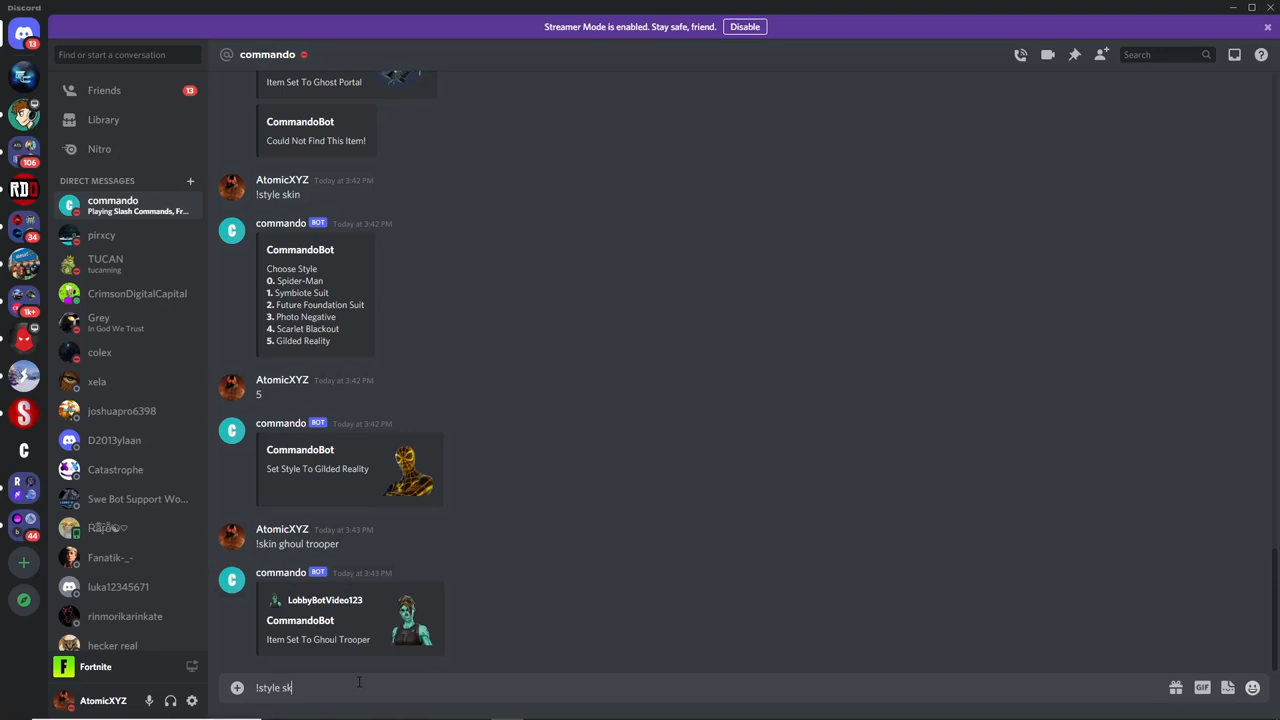 Discord
Streamer Mode is enabled. Stay safe, friend. Disable
13
Find or start a conversation
commando
Search
Friends 13
Library
Nitro
DIRECT MESSAGES
commando
Playing Slash Commands, Fr...
pirxcy
TUCAN
tucanning
CrimsonDigitalCapital
Grey
In God We Trust
colex
xela
joshuapro6398
D2013ylaan
Catastrophe
Swe Bot Support Wo...
Fanatik-_-
luka12345671
rinmorikarinkate
hecker real
Fortnite
AtomicXYZ
106
RDD
34
1k+
S
C
R
b
44
Item Set To Ghost Portal
CommandoBot
Could Not Find This Item!
AtomicXYZ Today at 3:42 PM
!style skin
commando BOT Today at 3:42 PM
CommandoBot
Choose Style
0. Spider-Man
1. Symbiote Suit
2. Future Foundation Suit
3. Photo Negative
4. Scarlet Blackout
5. Gilded Reality
AtomicXYZ Today at 3:42 PM
5
commando BOT Today at 3:42 PM
CommandoBot
Set Style To Gilded Reality
AtomicXYZ Today at 3:43 PM
!skin ghoul trooper
commando BOT Today at 3:43 PM
LobbyBotVideo123
CommandoBot
Item Set To Ghoul Trooper
!style sk
GIF